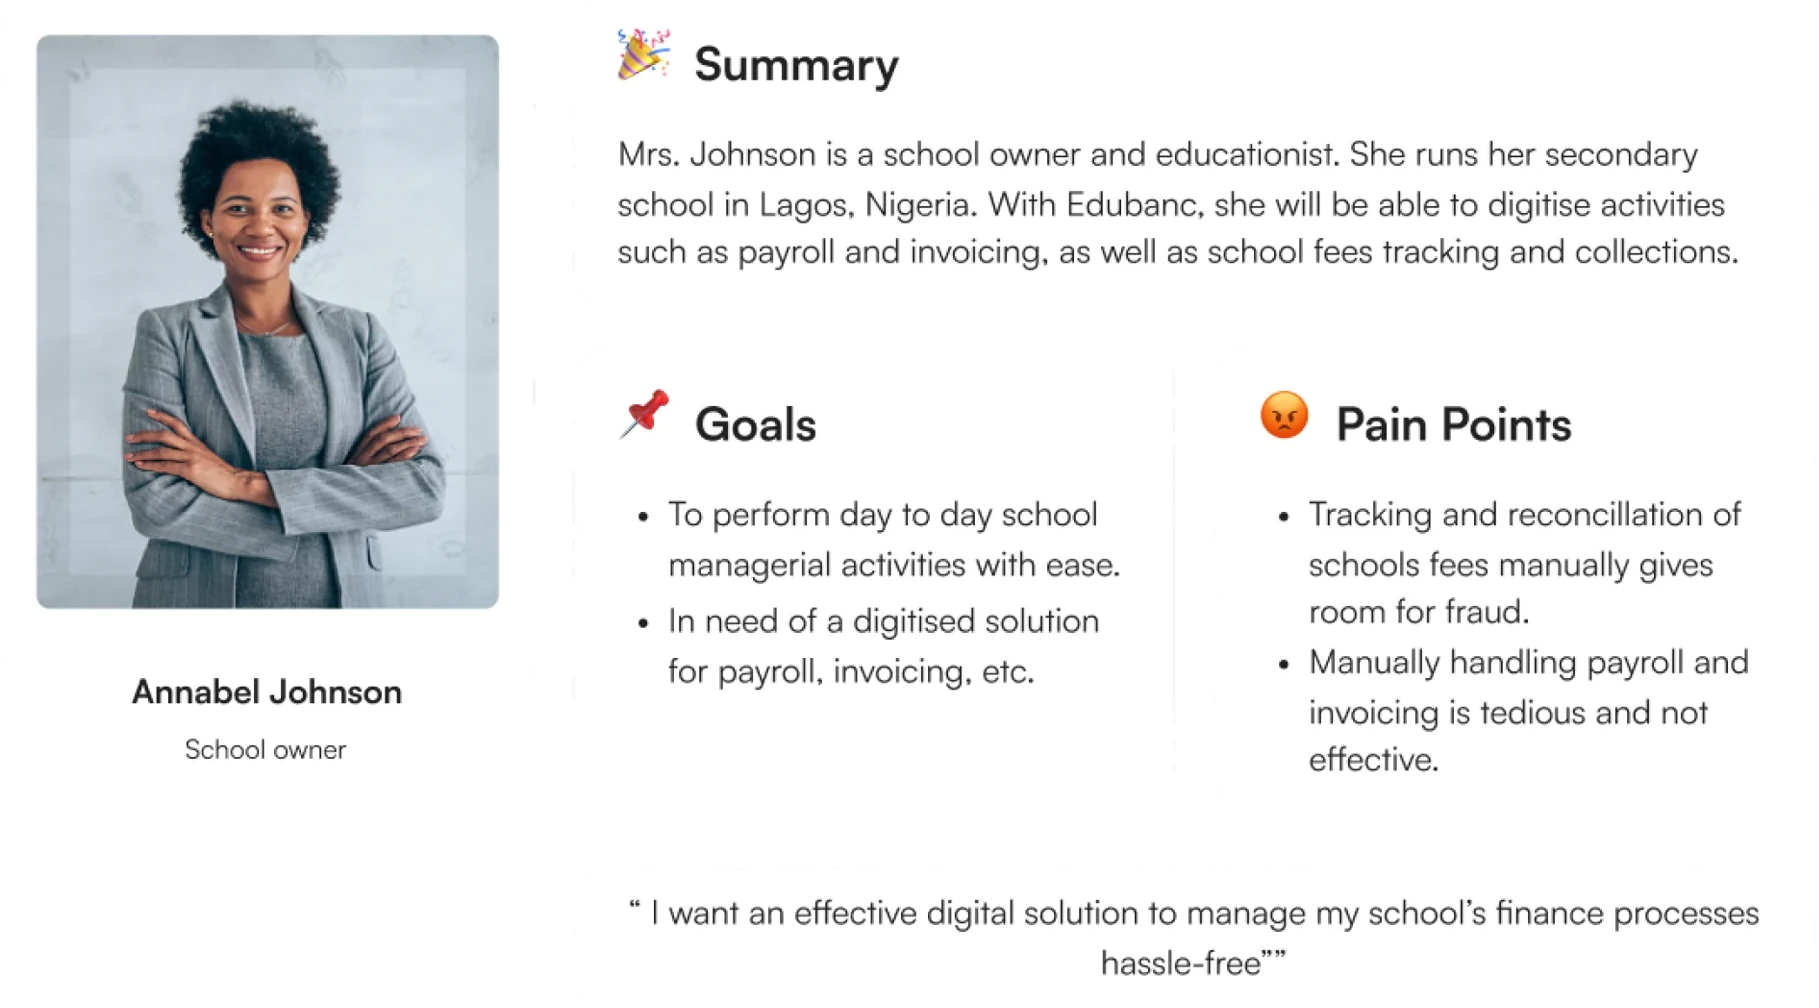 Summary
Mrs. Johnson is a school owner and educationist. She runs her secondary
school in Lagos, Nigeria. With Edubanc, she will be able to digitise activities
such as payroll and invoicing, as well as school fees tracking and collections.
Goals
• To perform day to day school
managerial activities with ease.
• In need of a digitised solution
for payroll, invoicing, etc.
Pain Points
• Tracking and reconcillation of
schools fees manually gives
room for fraud.
• Manually handling payroll and
invoicing is tedious and not
effective.
Annabel Johnson
School owner
“ I want an effective digital solution to manage my school’s finance processes
hassle-free””